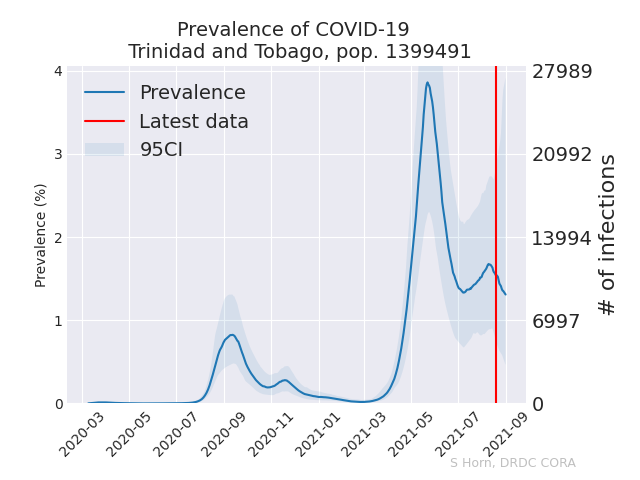 Prevalence of COVID-19
Trinidad and Tobago, pop. 1399491
Prevalence
Latest data
95CI
Prevalence (%)
4
3
2
1
0
27989
20992
13994
6997
0
# of infections
2020-03
2020-05
2020-07
2020-09
2020-11
2021-01
2021-03
2021-05
2021-07
2021-09
S Horn, DRDC CORA